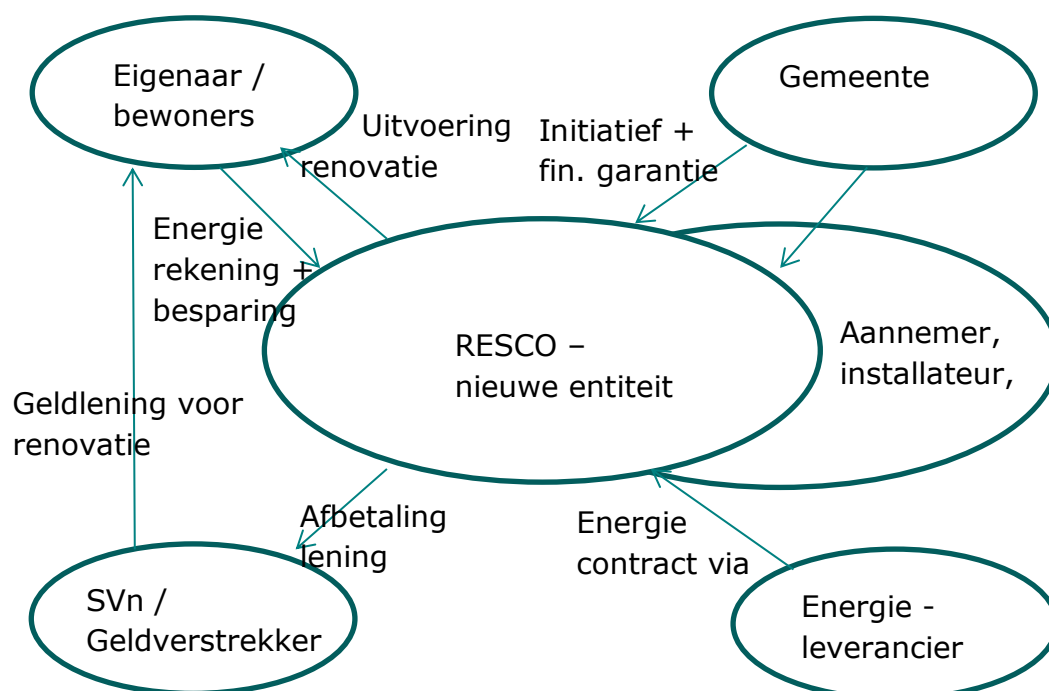 Eigenaar /
bewoners
Gemeente
Uitvoering
renovatie
Initiatief +
fin. garantie
Energie
rekening +
besparing
RESCO –
nieuwe entiteit
Aannemer,
installateur,
Geldlening voor
renovatie
Afbetaling
lening
Energie
contract via
SVn /
Geldverstrekker
Energie -
leverancier